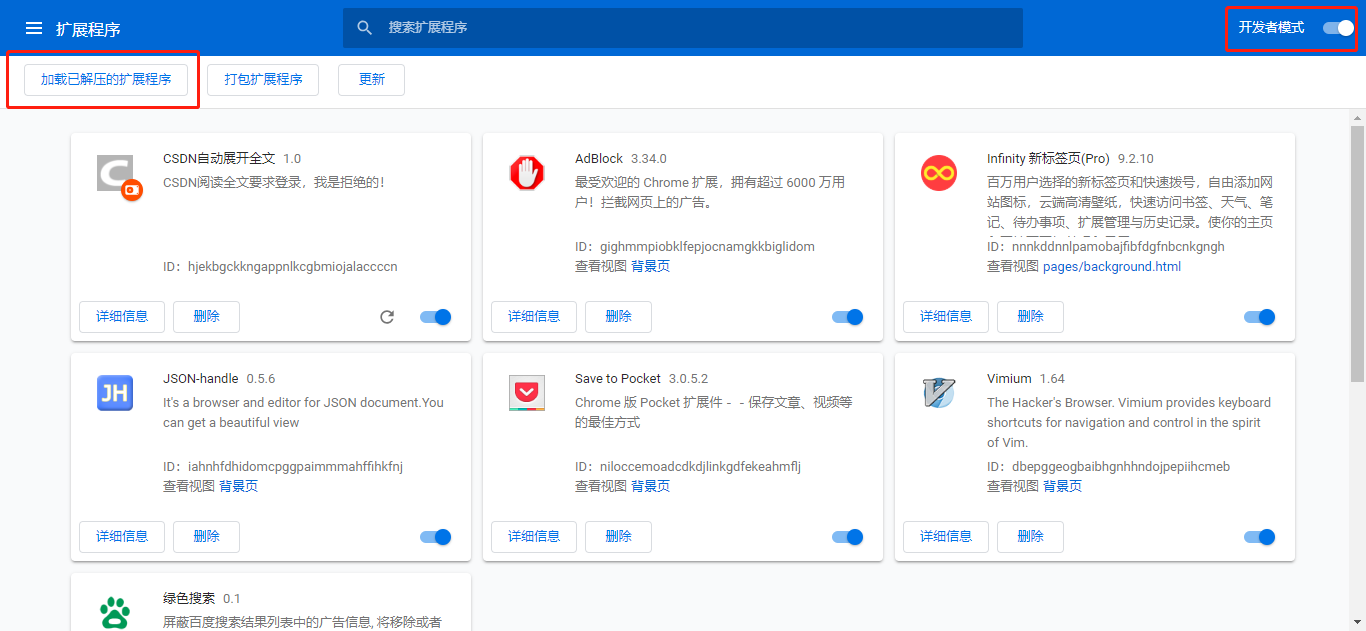 扩展程序
搜索扩展程序
开发者模式
加载已解压的扩展程序
打包扩展程序
更新
CSDN自动展开全文 1.0
CSDN阅读全文要求登录，我是拒绝的！
ID：hjekbgckkngappnlkcgbmiojalaccccn
详细信息
删除
AdBlock 3.34.0
最受欢迎的 Chrome 扩展，拥有超过 6000 万用
户！拦截网页上的广告。
ID：gighmmpiobklfepjocnamgkkbiglidom
查看视图 背景页
详细信息
删除
Infinity 新标签页(Pro) 9.2.10
百万用户选择的新标签页和快速拨号，自由添加网
站图标，云端高清壁纸，快速访问书签、天气、笔
记、待办事项、扩展管理与历史记录。使你的主页
ID：nnnkddnnlpamobajfibfdgfnbcnkgngh
查看视图 pages/background.html
详细信息
删除
JH
JSON-handle 0.5.6
It's a browser and editor for JSON document.You
can get a beautiful view
ID：iahnhfdhidomcpggpaimmmahffihkfnj
查看视图 背景页
详细信息
删除
Save to Pocket 3.0.5.2
Chrome 版 Pocket 扩展件 - - 保存文章、视频等
的最佳方式
ID：niloccemoadcdkdjlinkgdfekeahmflj
查看视图 背景页
详细信息
删除
Vimium 1.64
The Hacker's Browser. Vimium provides keyboard
shortcuts for navigation and control in the spirit
of Vim.
ID：dbepggeogbaibhgnhhndojpepiihcmeb
查看视图 背景页
详细信息
删除
绿色搜索 0.1
屏蔽百度搜索结果列表中的广告信息, 将移除或者